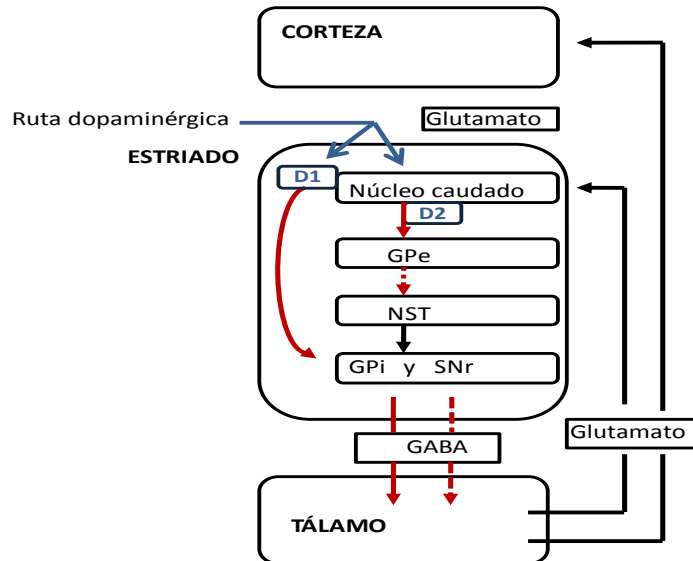 CORTEZA
Ruta dopaminérgica
Glutamato
ESTRIADO
D1
Núcleo caudado
D2
GPe
NST
GPi y SNr
Glutamato
GABA
TÁLAMO